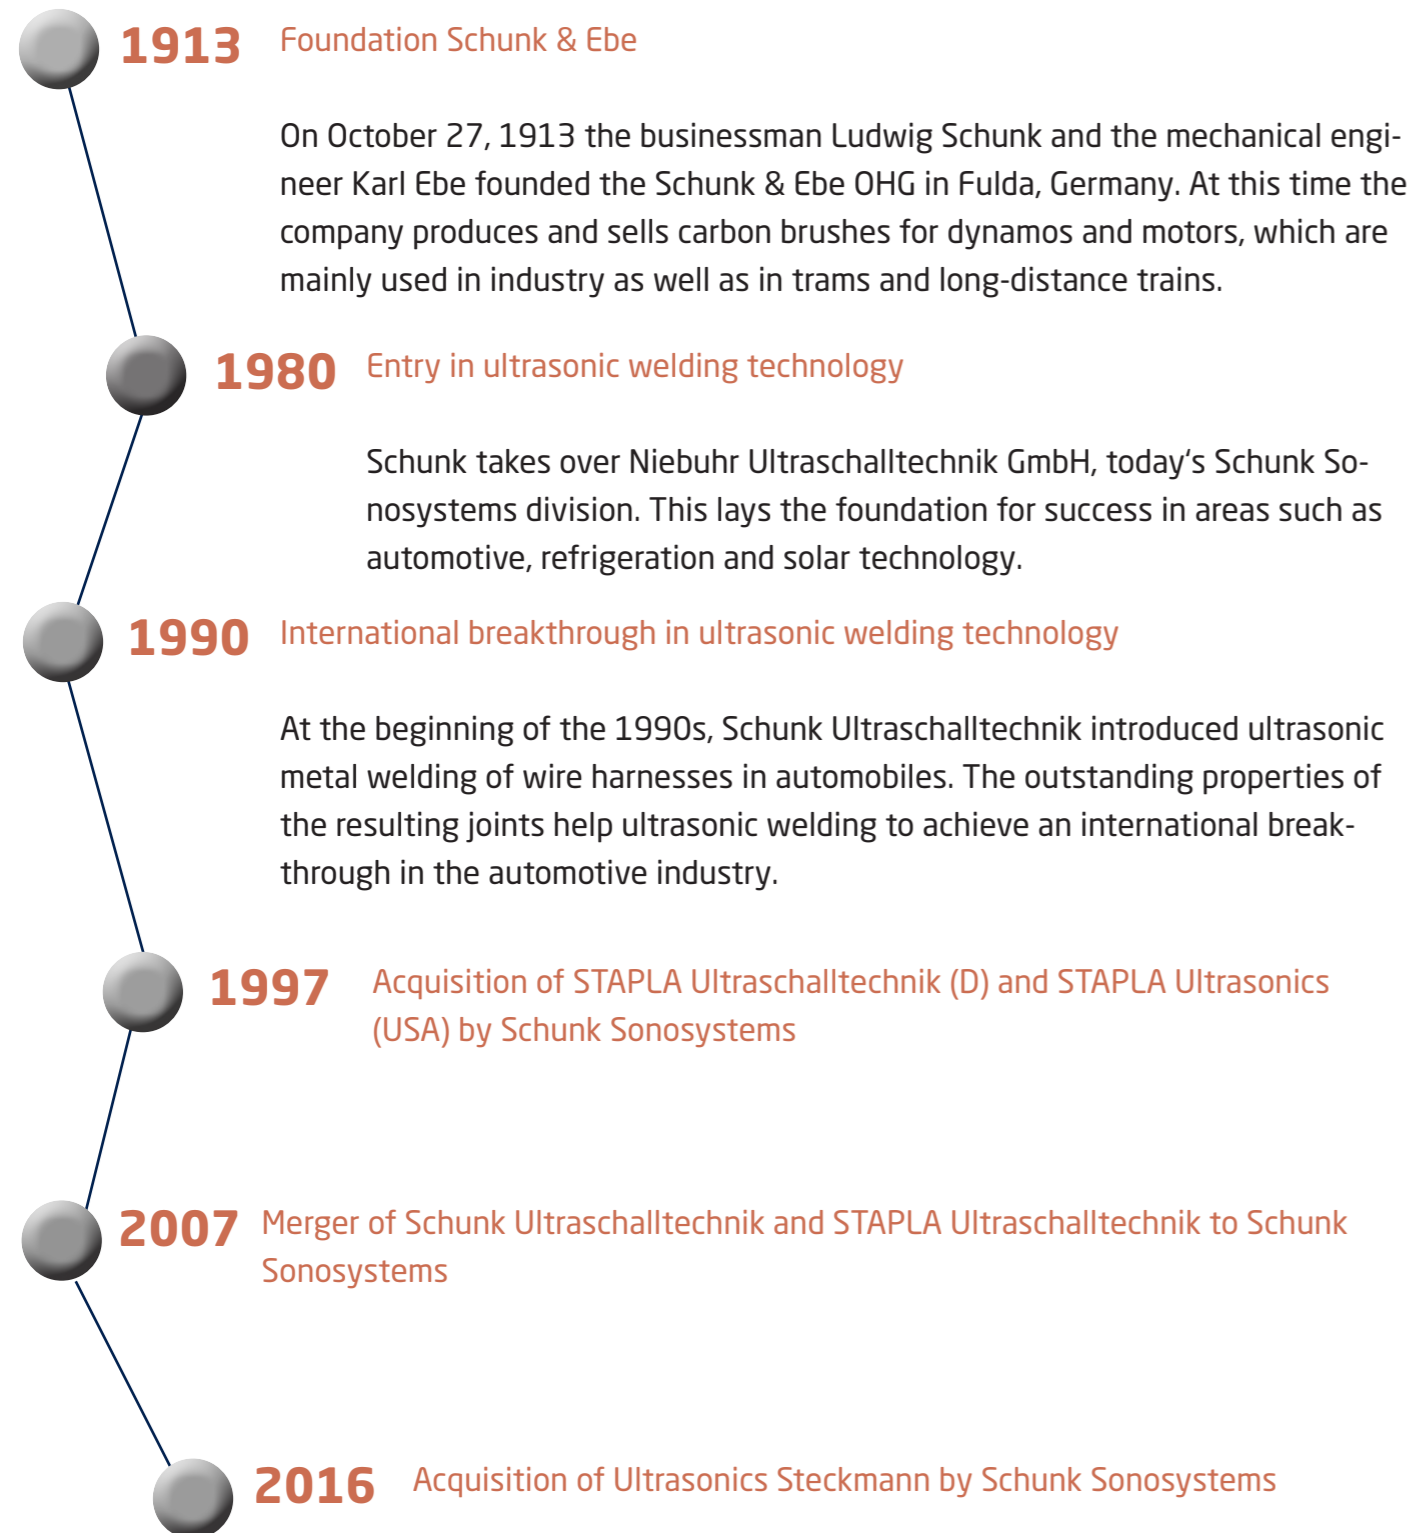 1913 Foundation Schunk & Ebe
On October 27, 1913 the businessman Ludwig Schunk and the mechanical engi-
neer Karl Ebe founded the Schunk & Ebe OHG in Fulda, Germany. At this time the
company produces and sells carbon brushes for dynamos and motors, which are
mainly used in industry as well as in trams and long-distance trains.
1980 Entry in ultrasonic welding technology
Schunk takes over Niebuhr Ultraschalltechnik GmbH, today‘s Schunk So-
nosystems division. This lays the foundation for success in areas such as
automotive, refrigeration and solar technology.
1990 International breakthrough in ultrasonic welding technology
At the beginning of the 1990s, Schunk Ultraschalltechnik introduced ultrasonic
metal welding of wire harnesses in automobiles. The outstanding properties of
the resulting joints help ultrasonic welding to achieve an international break-
through in the automotive industry.
1997 Acquisition of STAPLA Ultraschalltechnik (D) and STAPLA Ultrasonics
(USA) by Schunk Sonosystems
2007 Merger of Schunk Ultraschalltechnik and STAPLA Ultraschalltechnik to Schunk
Sonosystems
2016 Acquisition of Ultrasonics Steckmann by Schunk Sonosystems